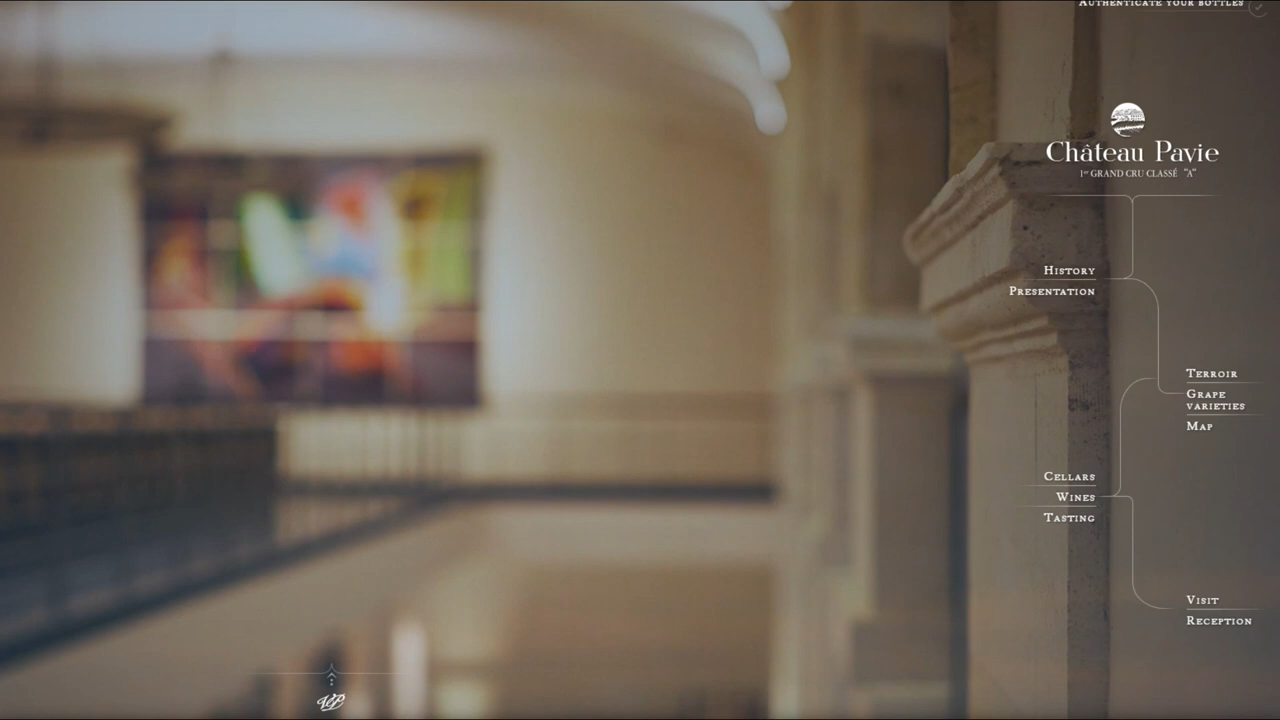 AUTHENTICATE YOUR BOTTLES
Château Pavie
1er GRAND CRU CLASSÉ "A"
HISTORY
PRESENTATION
TERROIR
GRAPE
VARIETIES
MAP
CELLARS
WINES
TASTING
VISIT
RECEPTION